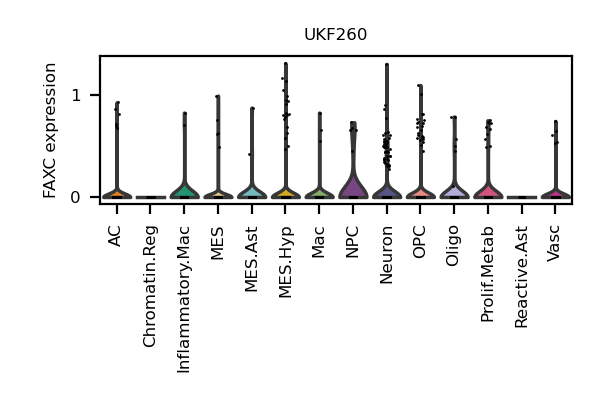 UKF260
FAXC expression
1
0
AC
Chromatin.Reg
Inflammatory.Mac
MES
MES.Ast
MES.Hyp
Mac
NPC
Neuron
OPC
Oligo
Prolif.Metab
Reactive.Ast
Vasc